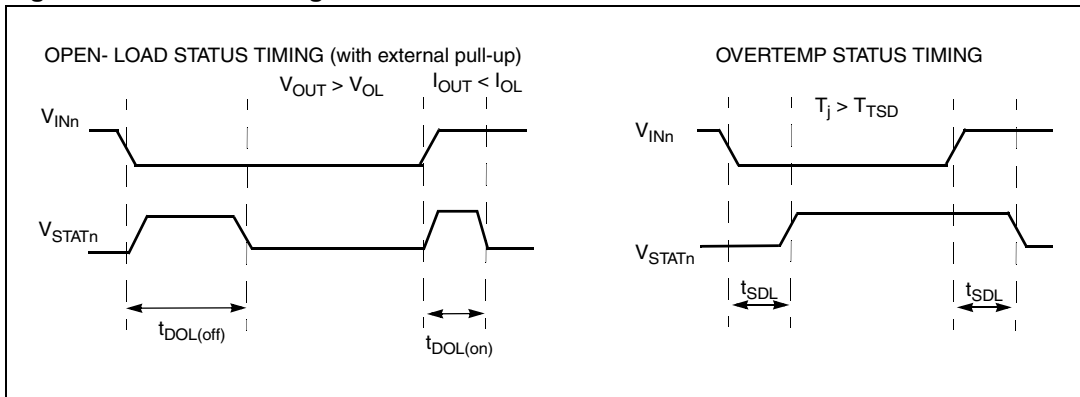 OPEN- LOAD STATUS TIMING (with external pull-up)
V_OUT > V_OL
I_OUT < I_OL
V_INn
V_STATn
t_DOL(off)
t_DOL(on)
OVERTEMP STATUS TIMING
T_j > T_TSD
V_INn
V_STATn
t_SDL
t_SDL